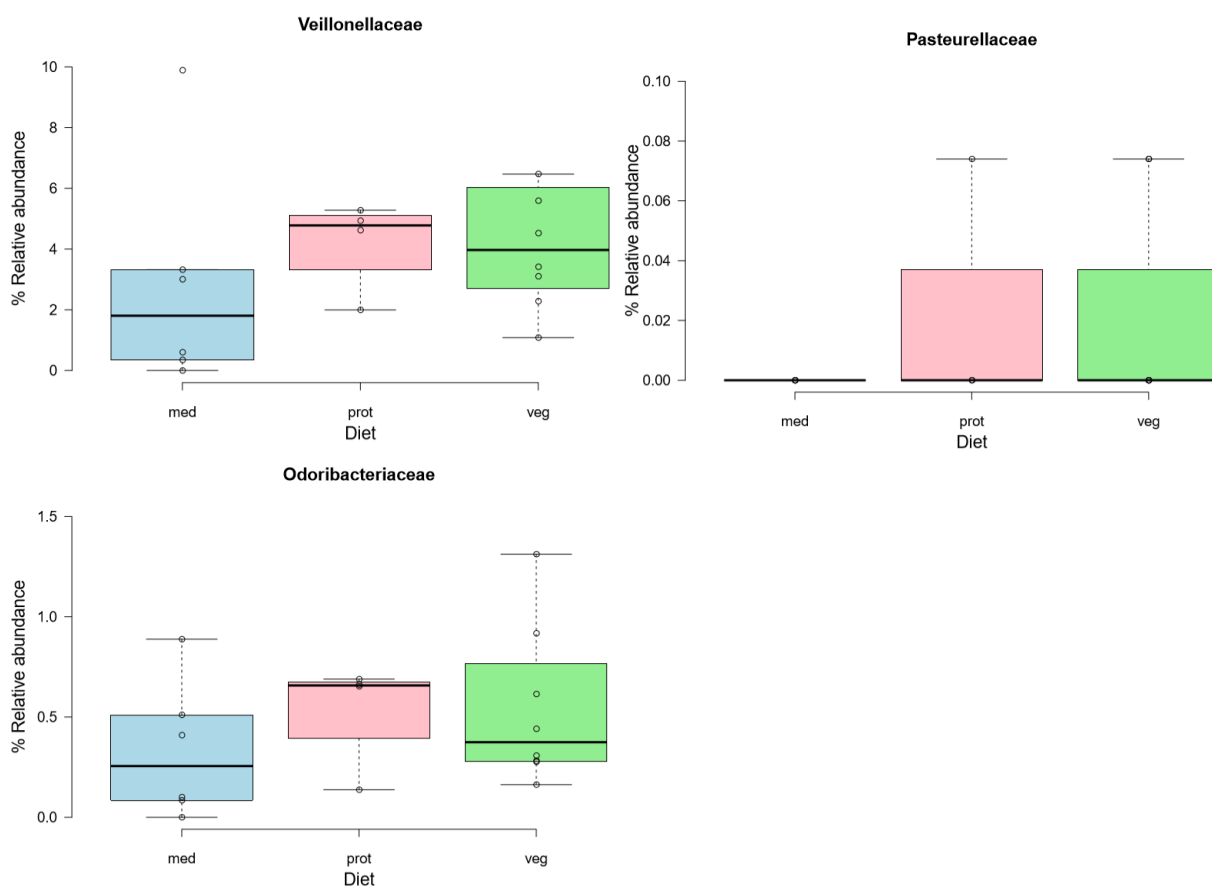 Veillonellaceae
10
8
6
4
2
0
% Relative abundance
med prot veg
Diet
Pasteurellaceae
0.10
0.08
0.06
0.04
0.02
0.00
% Relative abundance
med prot veg
Diet
Odoribacteriaceae
1.5
1.0
0.5
0.0
% Relative abundance
med prot veg
Diet